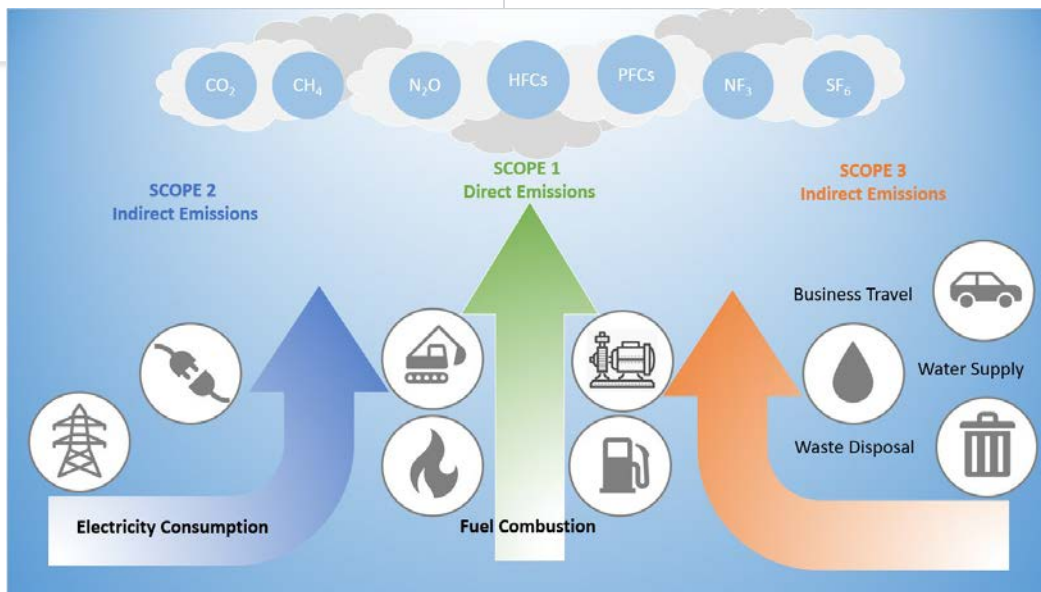 CO₂ CH₄ N₂O HFCs PFCs NF₃ SF₆
SCOPE 2
Indirect Emissions
SCOPE 1
Direct Emissions
SCOPE 3
Indirect Emissions
Business Travel
Water Supply
Waste Disposal
Electricity Consumption
Fuel Combustion